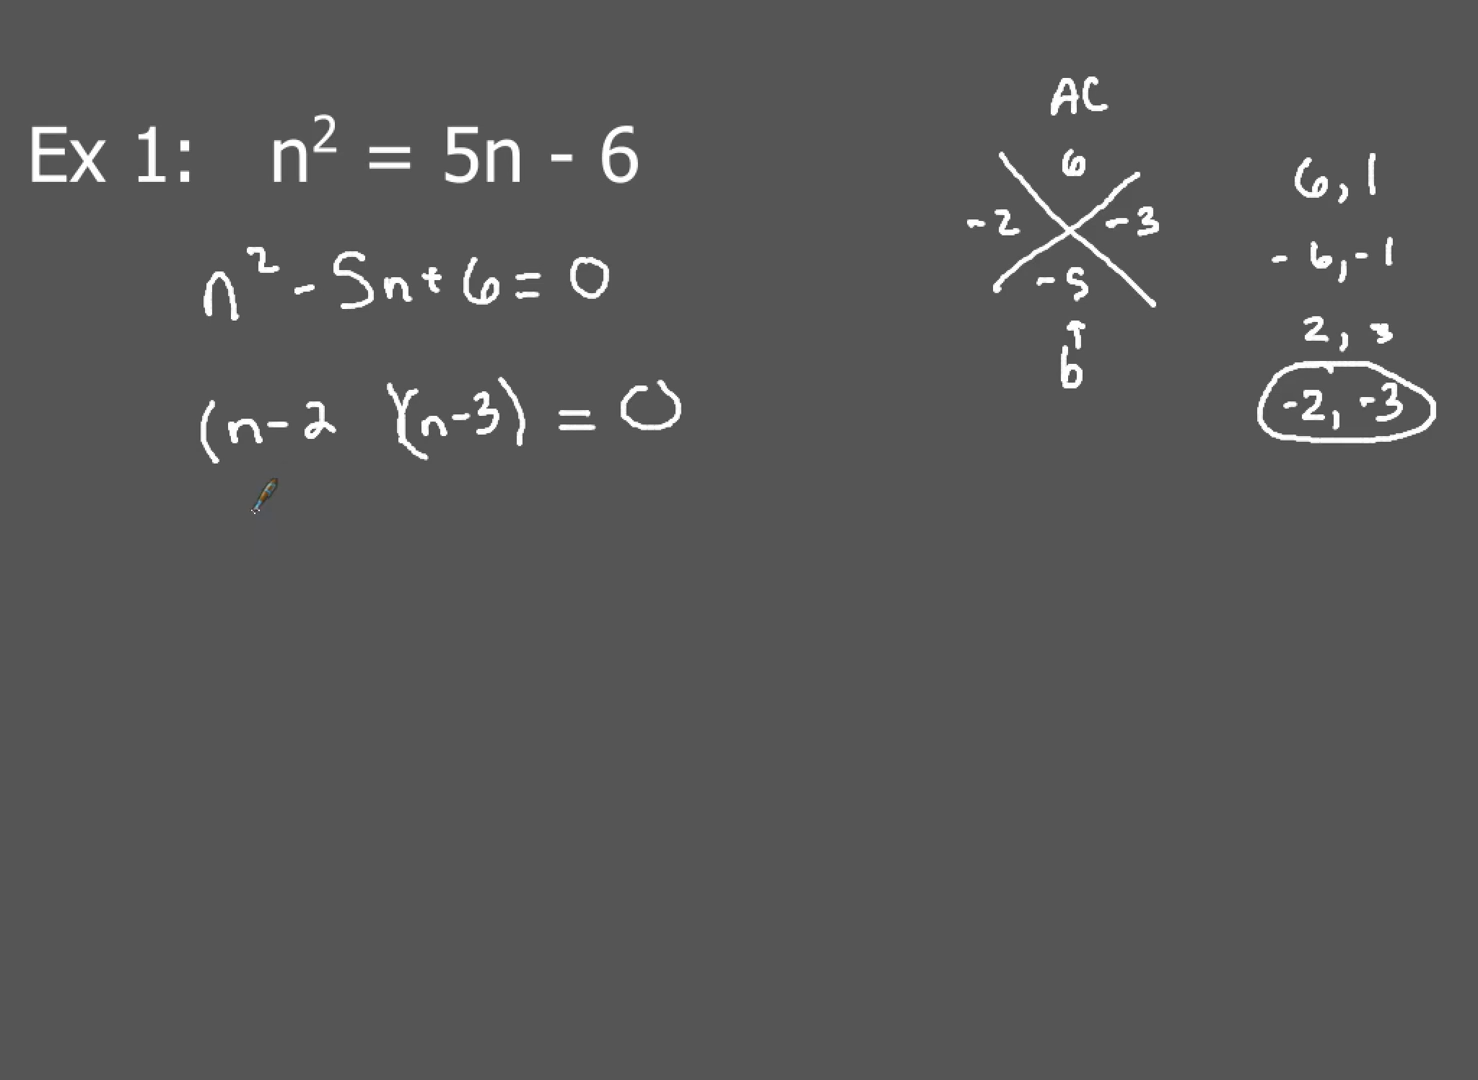 Ex 1: n² = 5n - 6
n² - 5n + 6 = 0
(n-2 )(n-3) = 0
AC
6
-2 -3
-5
↑
b
6, 1
-6, -1
2, 3
-2, -3